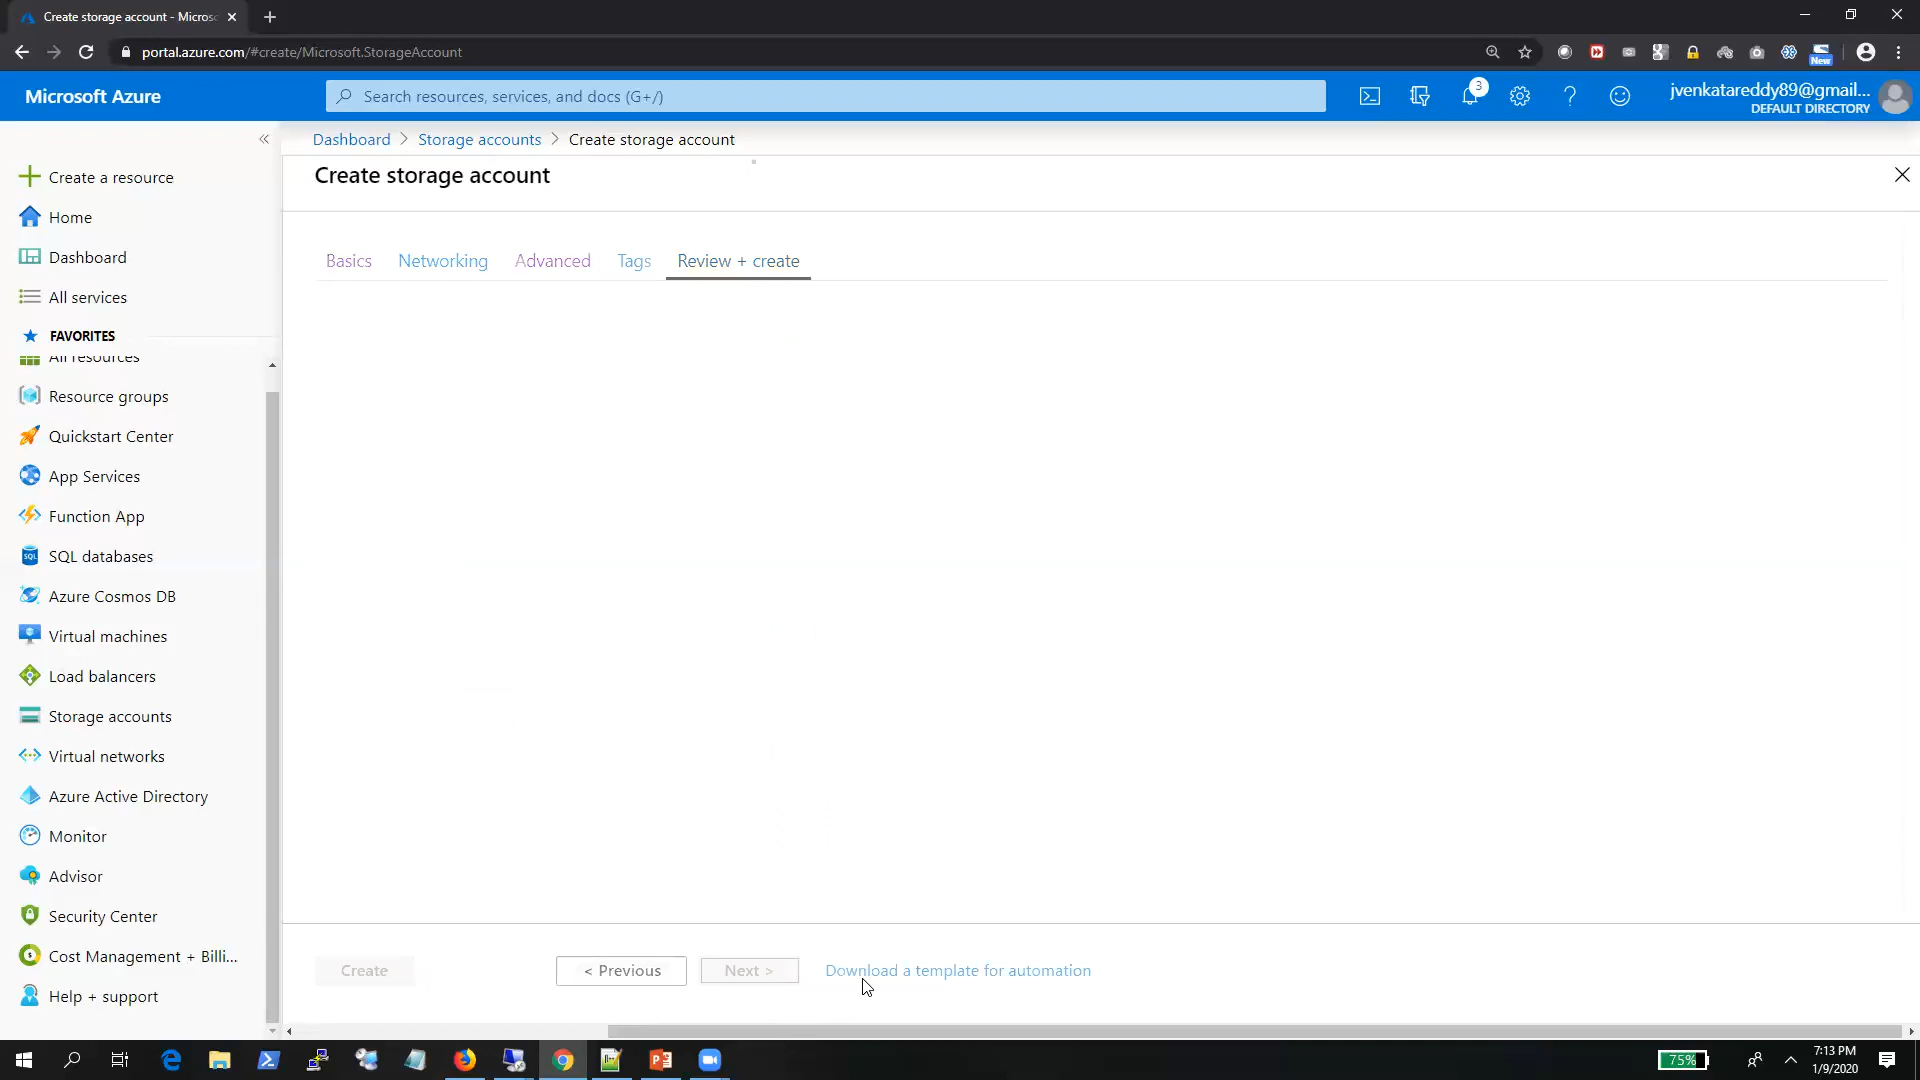 Create storage account - Micros
portal.azure.com/#create/Microsoft.StorageAccount
New
Microsoft Azure
Search resources, services, and docs (G+/)
3
jvenkatareddy89@gmail...
DEFAULT DIRECTORY
Dashboard > Storage accounts > Create storage account
Create storage account
Basics Networking Advanced Tags Review + create
Create a resource
Home
Dashboard
All services
FAVORITES
All resources
Resource groups
Quickstart Center
App Services
Function App
SQL databases
Azure Cosmos DB
Virtual machines
Load balancers
Storage accounts
Virtual networks
Azure Active Directory
Monitor
Advisor
Security Center
Cost Management + Billi...
Help + support
Create < Previous Next > Download a template for automation
75%
7:13 PM
1/9/2020